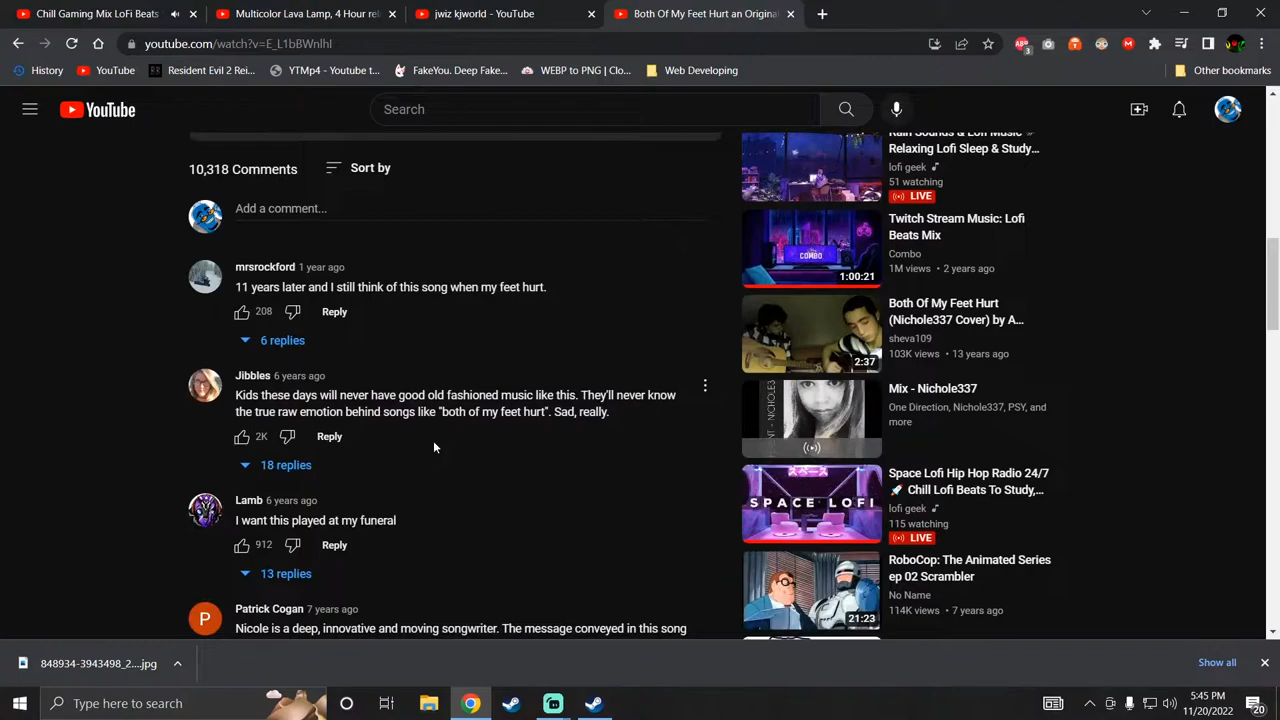 Chill Gaming Mix LoFi Beats
Multicolor Lava Lamp, 4 Hour rel
jwiz kjworld - YouTube
Both Of My Feet Hurt an Original
youtube.com/watch?v=E_L1bBWnlhI
ABP
3
History
YouTube
Resident Evil 2 Rei...
YTMp4 - Youtube t...
FakeYou. Deep Fake...
WEBP to PNG | Clo...
Web Developing
Other bookmarks
YouTube
Search
10,318 Comments
Sort by
Add a comment...
mrsrockford 1 year ago
11 years later and I still think of this song when my feet hurt.
208 Reply
6 replies
Jibbles 6 years ago
Kids these days will never have good old fashioned music like this. They'll never know
the true raw emotion behind songs like "both of my feet hurt". Sad, really.
2K Reply
18 replies
Lamb 6 years ago
I want this played at my funeral
912 Reply
13 replies
P
Patrick Cogan 7 years ago
Nicole is a deep, innovative and moving songwriter. The message conveyed in this song
Rain Sounds & Lofi Music
Relaxing Lofi Sleep & Study...
lofi geek
51 watching
LIVE
COMBO
1:00:21
Twitch Stream Music: Lofi
Beats Mix
Combo
1M views • 2 years ago
2:37
Both Of My Feet Hurt
(Nichole337 Cover) by A...
sheva109
103K views • 13 years ago
Mix - Nichole337
One Direction, Nichole337, PSY, and
more
SPACE LOFI
Space Lofi Hip Hop Radio 24/7
🚀 Chill Lofi Beats To Study,...
lofi geek
115 watching
LIVE
21:23
RoboCop: The Animated Series
ep 02 Scrambler
No Name
114K views • 7 years ago
848934-3943498_2....jpg
Show all
Type here to search
5:45 PM
11/20/2022
20